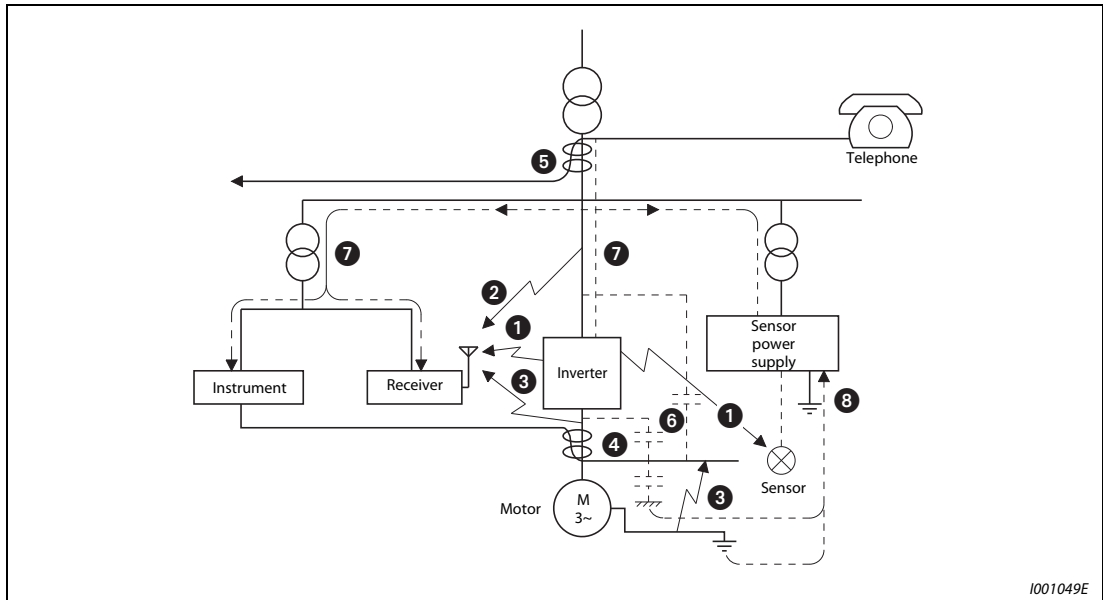 Telephone
5
7
7
2
1
3
Instrument
Receiver
Inverter
Sensor
power
supply
8
6
1
4
Sensor
3
Motor
M
3~
I001049E